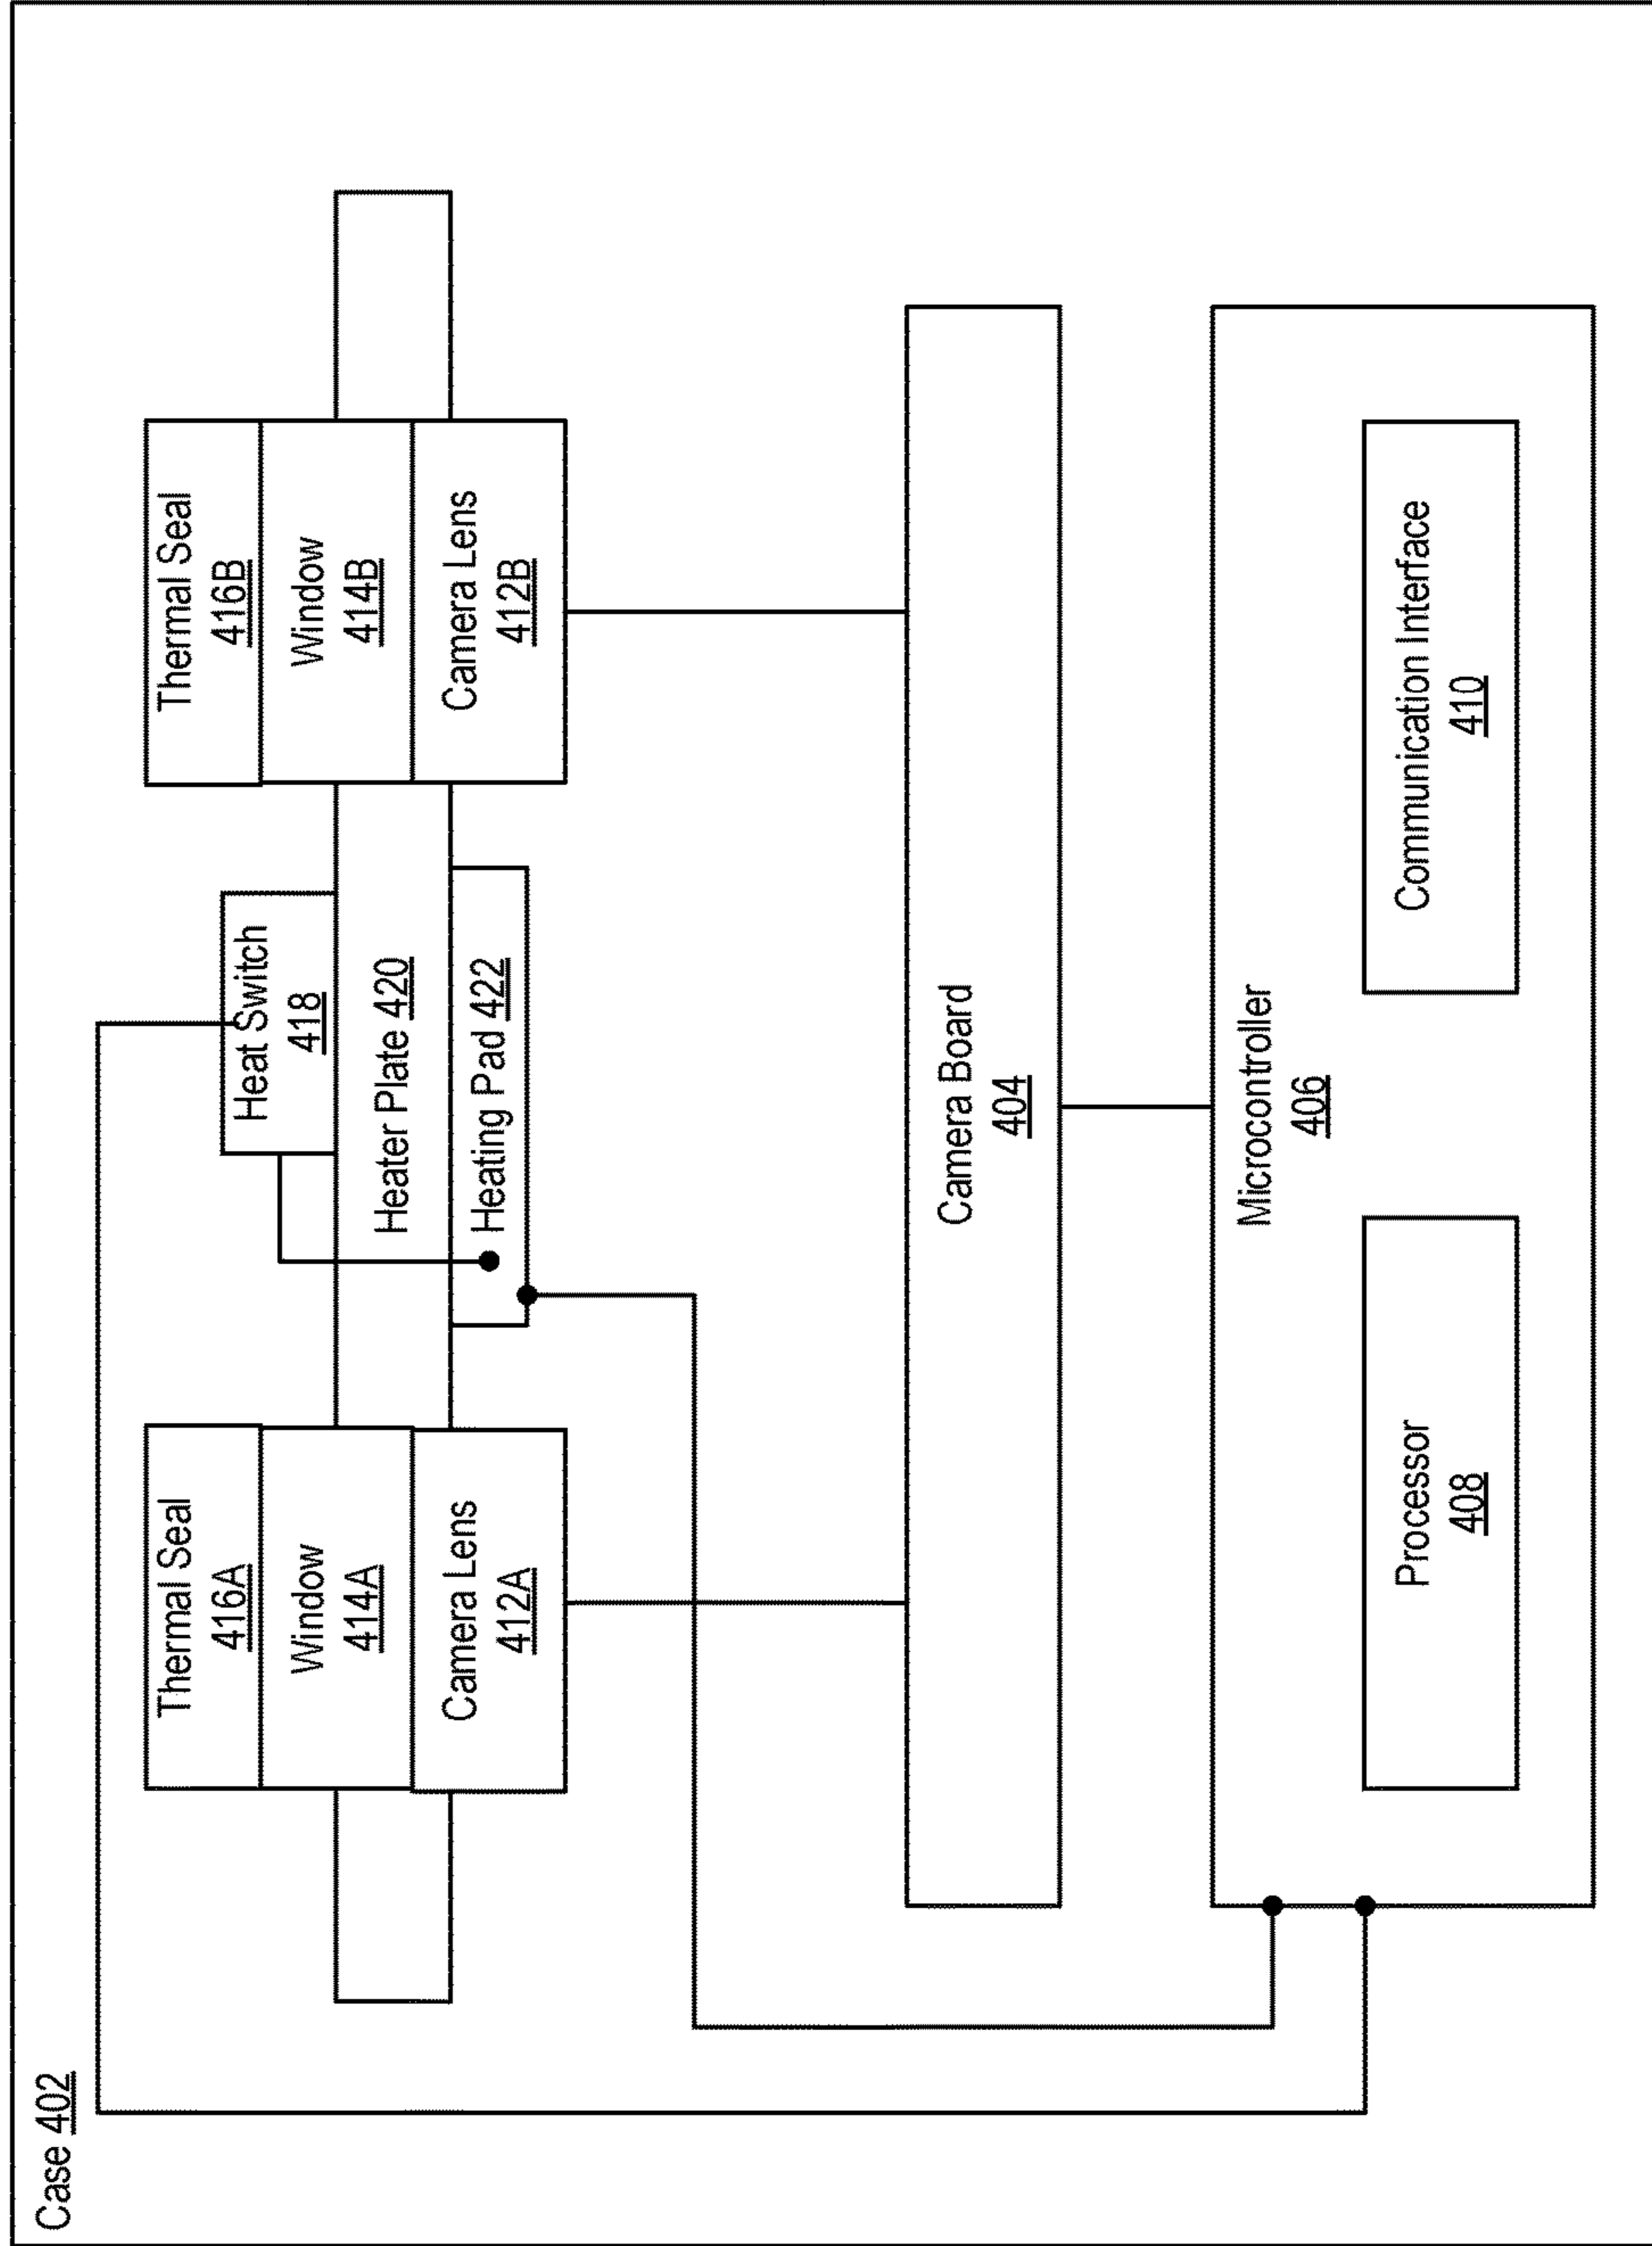 Case 402
Thermal Seal
416A
Window
414A
Camera Lens
412A
Heat Switch
418
Heater Plate 420
Heating Pad 422
Thermal Seal
416B
Window
414B
Camera Lens
412B
Camera Board
404
Microcontroller
406
Processor
408
Communication Interface
410